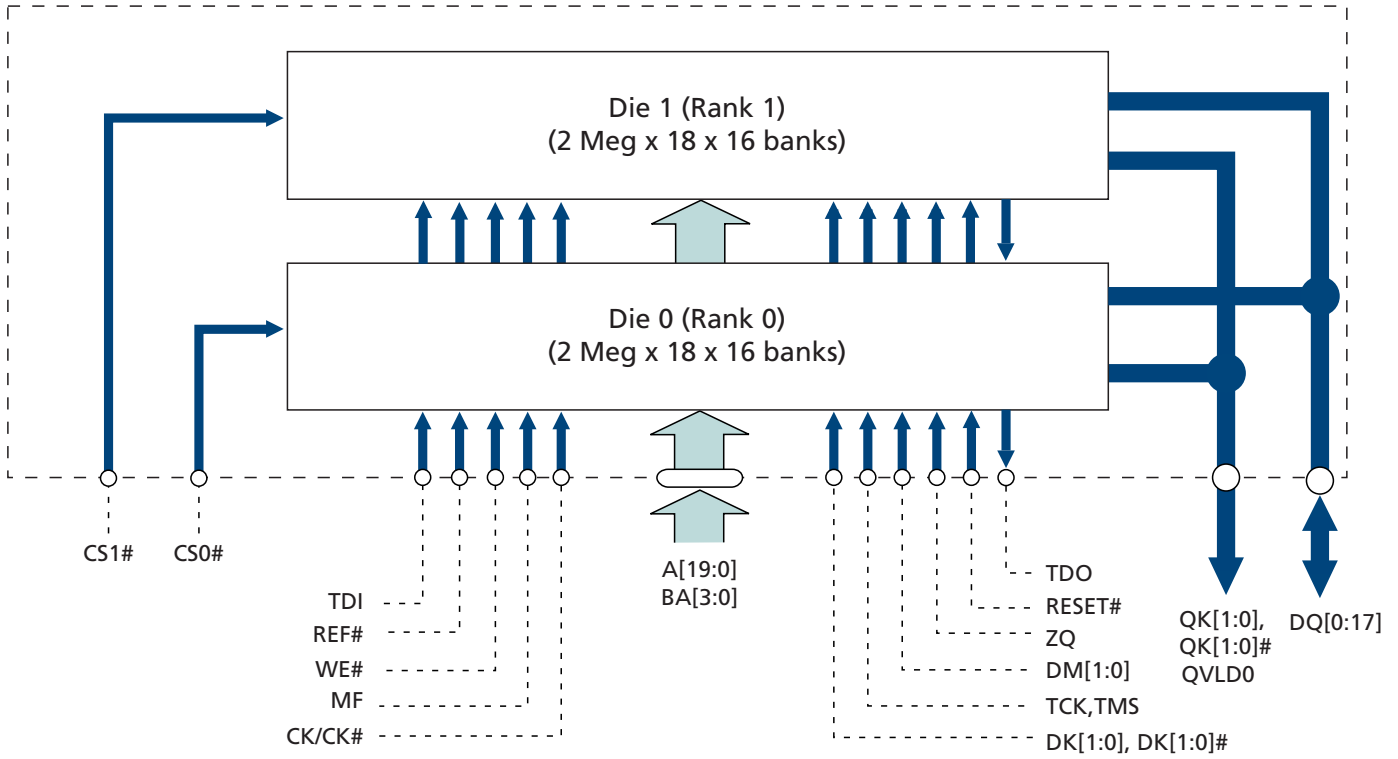 Die 1 (Rank 1)
(2 Meg x 18 x 16 banks)
Die 0 (Rank 0)
(2 Meg x 18 x 16 banks)
CS1#
CS0#
TDI
REF#
WE#
MF
CK/CK#
A[19:0]
BA[3:0]
TDO
RESET#
ZQ
DM[1:0]
TCK,TMS
DK[1:0], DK[1:0]#
QK[1:0],
QK[1:0]#
QVLD0
DQ[0:17]